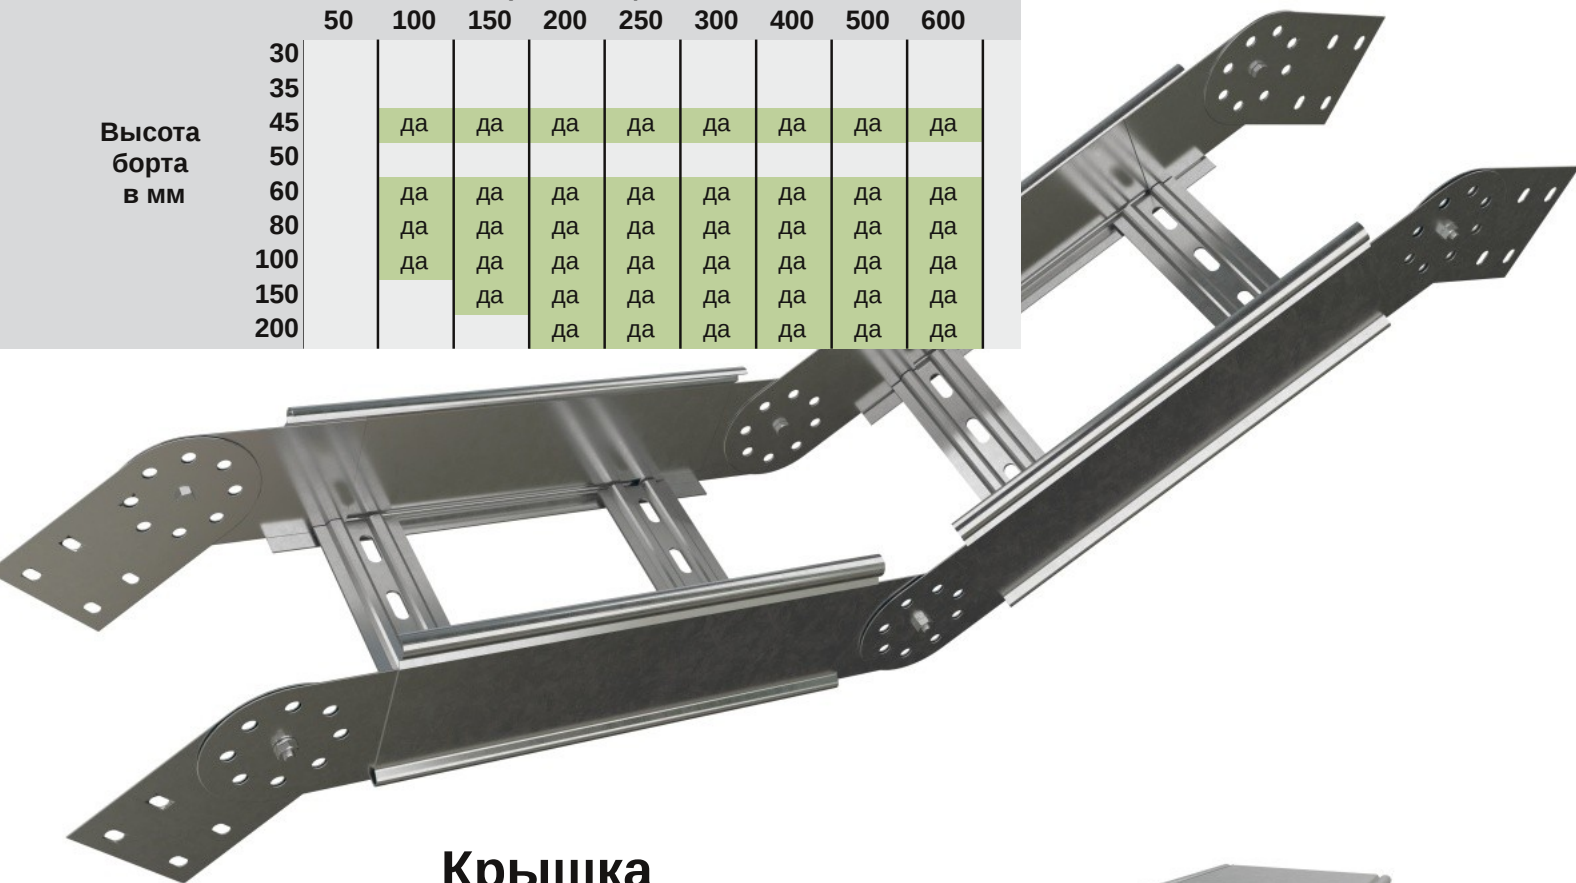 50 100 150 200 250 300 400 500 600
30
35
45 да да да да да да да да
50
60 да да да да да да да да
80 да да да да да да да да
100 да да да да да да да да
150 да да да да да да да
200 да да да да да да
Высота
борта
в мм
Крышка